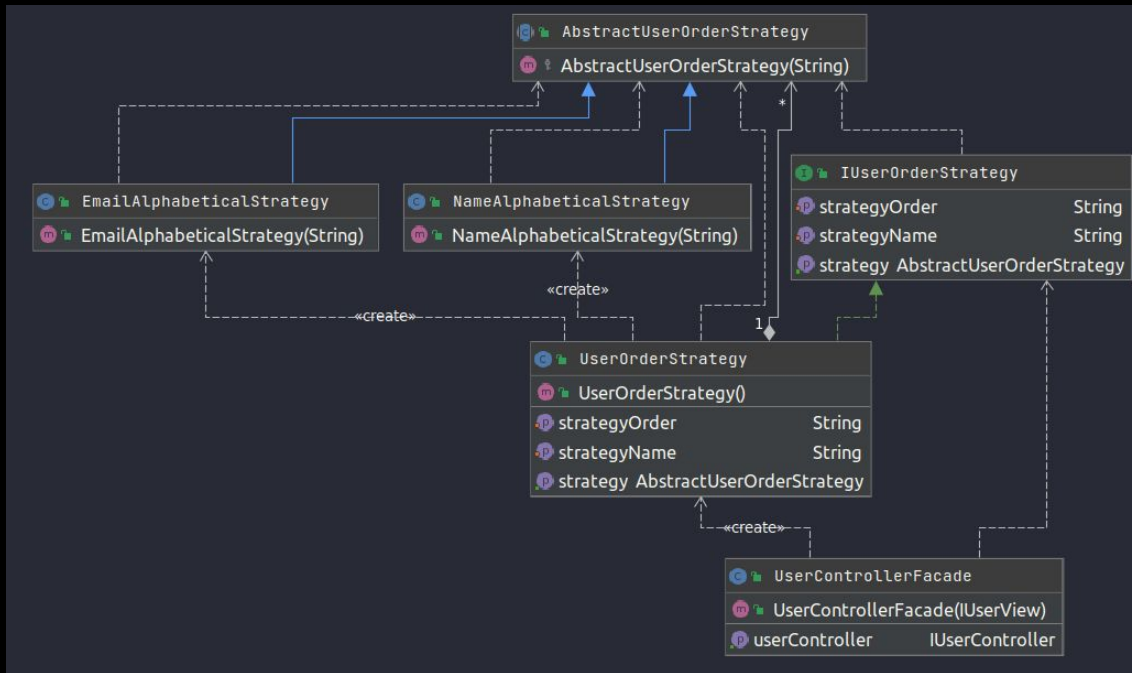 AbstractUserOrderStrategy
AbstractUserOrderStrategy(String)
*
EmailAlphabeticalStrategy
EmailAlphabeticalStrategy(String)
NameAlphabeticalStrategy
NameAlphabeticalStrategy(String)
IUserOrderStrategy
strategyOrder String
strategyName String
strategy AbstractUserOrderStrategy
«create»
«create»
1
UserOrderStrategy
UserOrderStrategy()
strategyOrder String
strategyName String
strategy AbstractUserOrderStrategy
«create»
UserControllerFacade
UserControllerFacade(IUserView)
userController IUserController